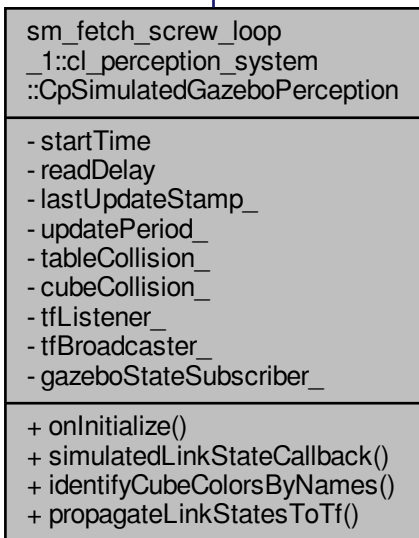 sm_fetch_screw_loop
_1::cl_perception_system
::CpSimulatedGazeboPerception
- startTime
- readDelay
- lastUpdateStamp_
- updatePeriod_
- tableCollision_
- cubeCollision_
- tfListener_
- tfBroadcaster_
- gazeboStateSubscriber_
+ onInitialize()
+ simulatedLinkStateCallback()
+ identifyCubeColorsByNames()
+ propagateLinkStatesToTf()